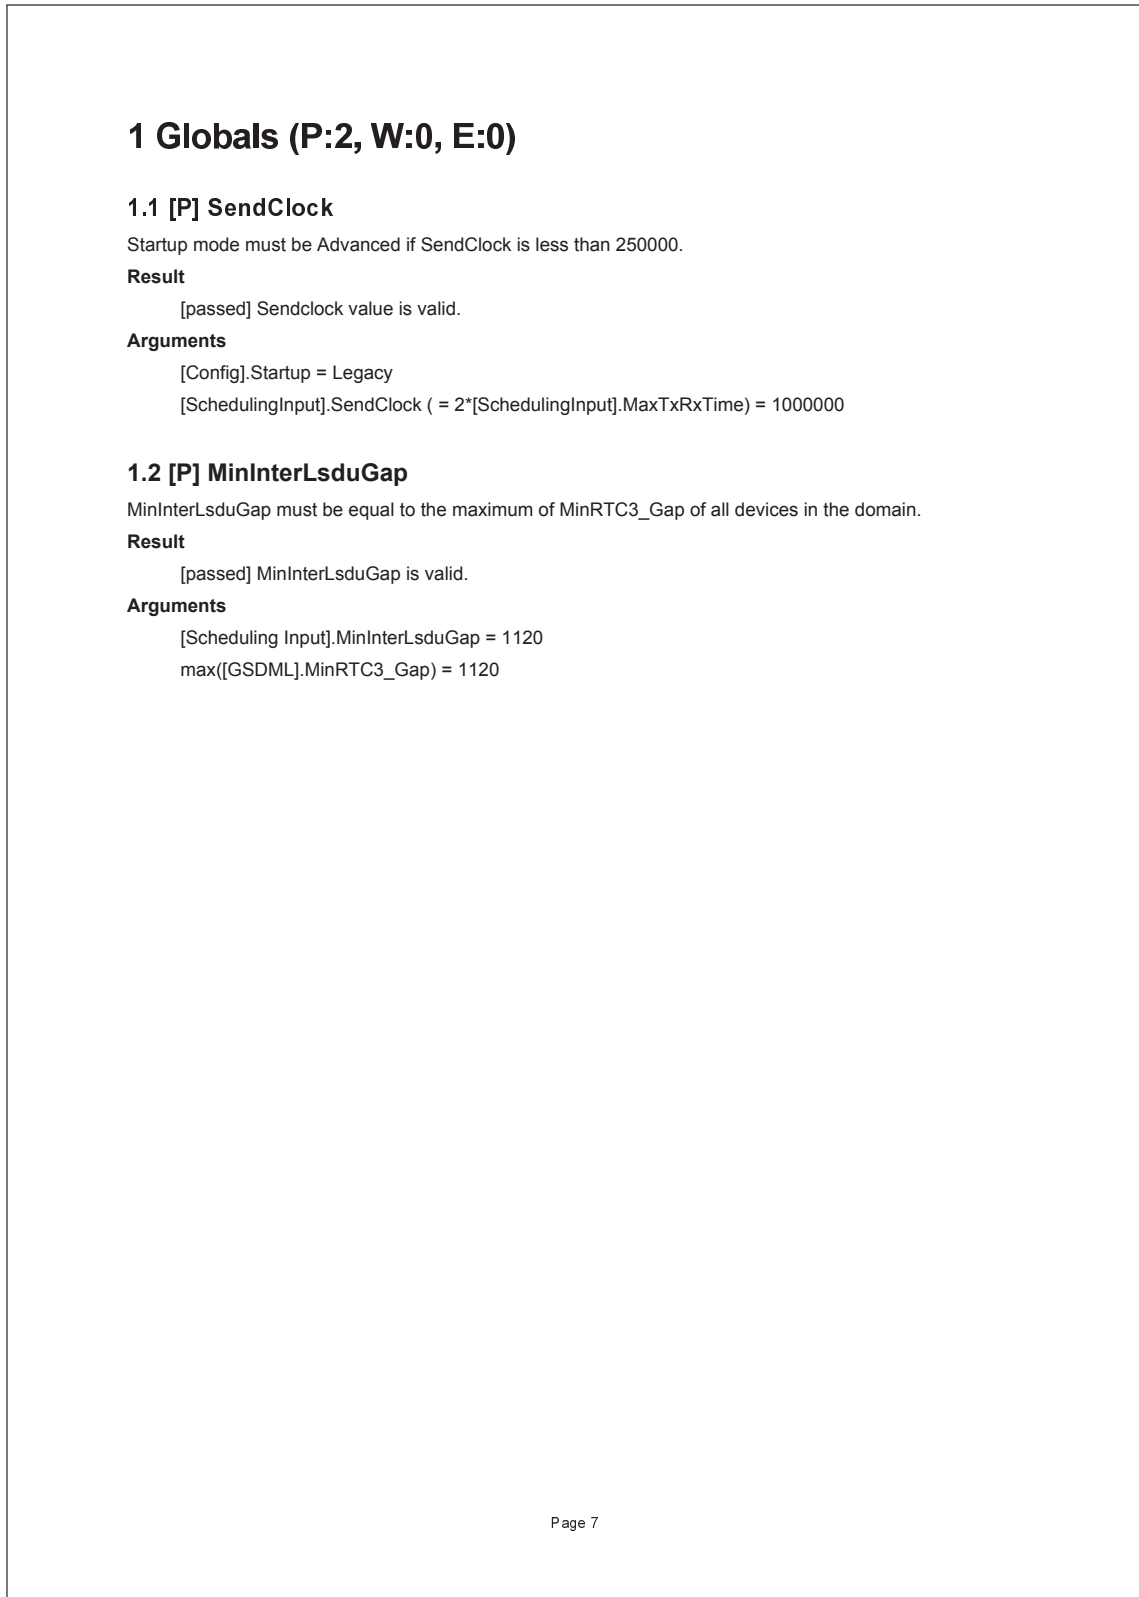 1 Globals (P:2, W:0, E:0)
1.1 [P] SendClock
Startup mode must be Advanced if SendClock is less than 250000.
Result
[passed] Sendclock value is valid.
Arguments
[Config].Startup = Legacy
[SchedulingInput].SendClock ( = 2*[SchedulingInput].MaxTxRxTime) = 1000000
1.2 [P] MinInterLsduGap
MinInterLsduGap must be equal to the maximum of MinRTC3_Gap of all devices in the domain.
Result
[passed] MinInterLsduGap is valid.
Arguments
[Scheduling Input].MinInterLsduGap = 1120
max([GSDML].MinRTC3_Gap) = 1120
Page 7